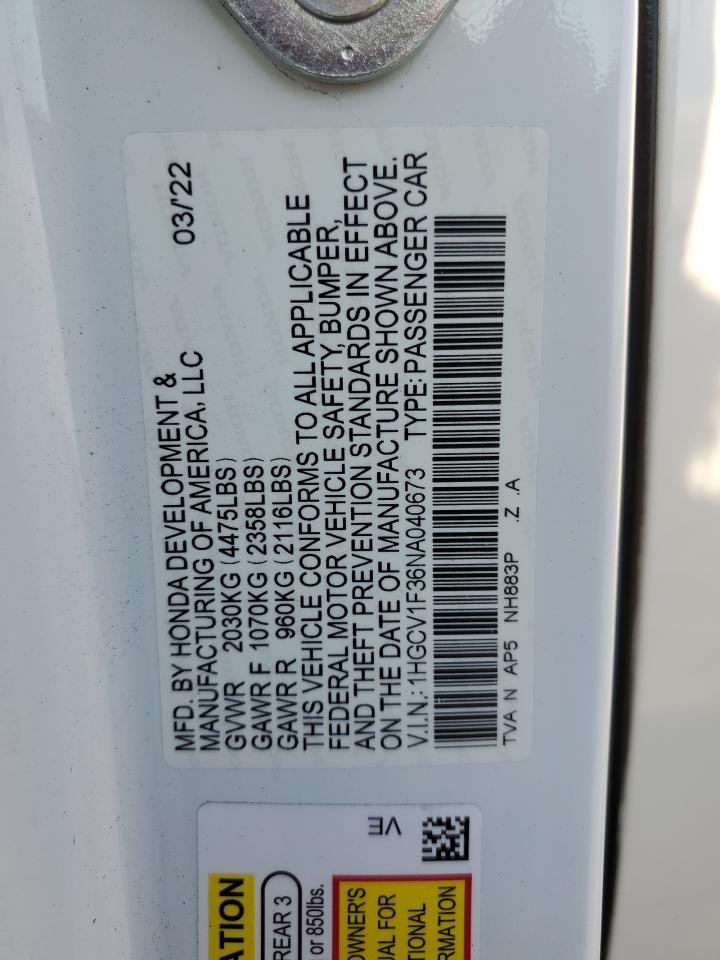 MFD. BY HONDA DEVELOPMENT & 03/'22
MANUFACTURING OF AMERICA, LLC
GVWR 2030KG (4475LBS)
GAWR F 1070KG (2358LBS)
GAWR R 960KG (2116LBS)
THIS VEHICLE CONFORMS TO ALL APPLICABLE
FEDERAL MOTOR VEHICLE SAFETY, BUMPER,
AND THEFT PREVENTION STANDARDS IN EFFECT
ON THE DATE OF MANUFACTURE SHOWN ABOVE.
V.I.N.: 1HGCV1F36NA040673 TYPE: PASSENGER CAR
TVA N AP5 NH883P .Z .A
VE
ATION
REAR 3
or 850lbs.
OWNER'S
UAL FOR
TIONAL
RMATION